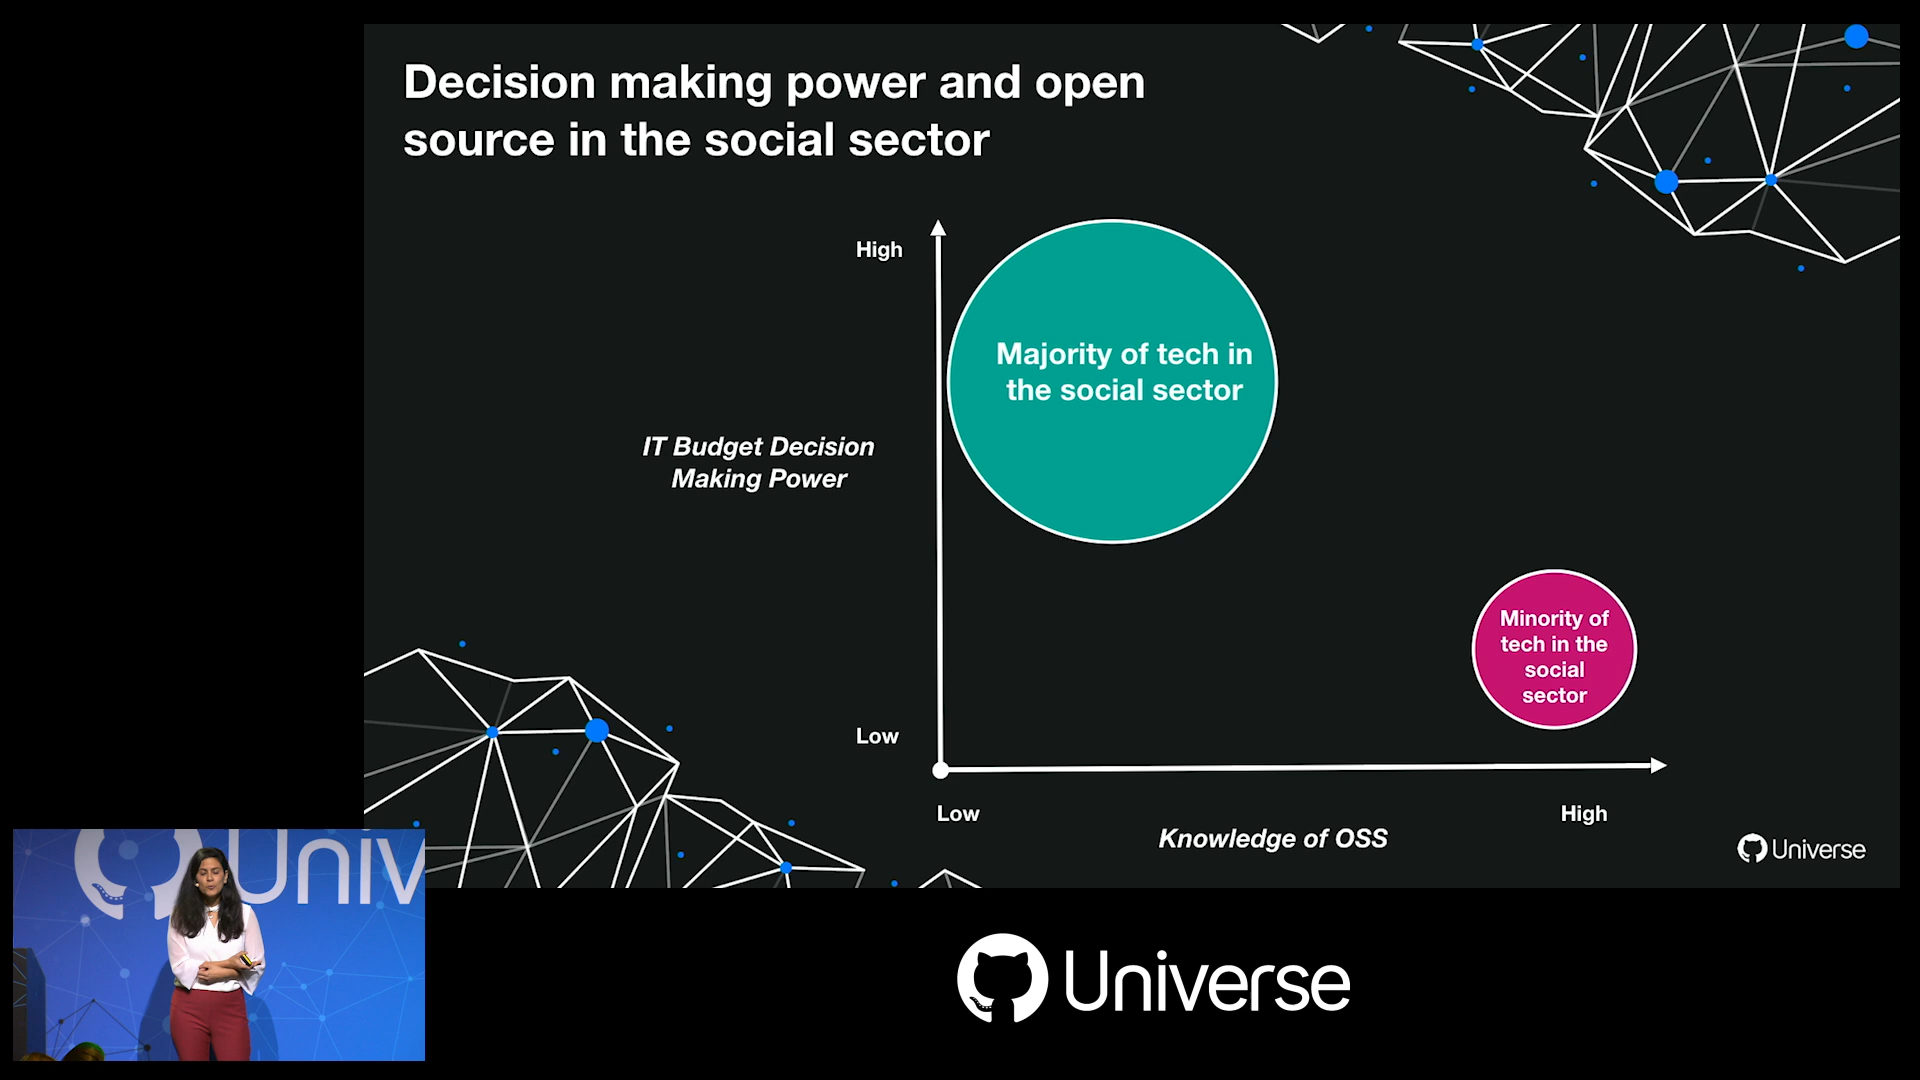 Decision making power and open
source in the social sector
High
Majority of tech in
the social sector
IT Budget Decision
Making Power
Minority of
tech in the
social
sector
Low
Low
High
Knowledge of OSS
Universe
Univ
Universe